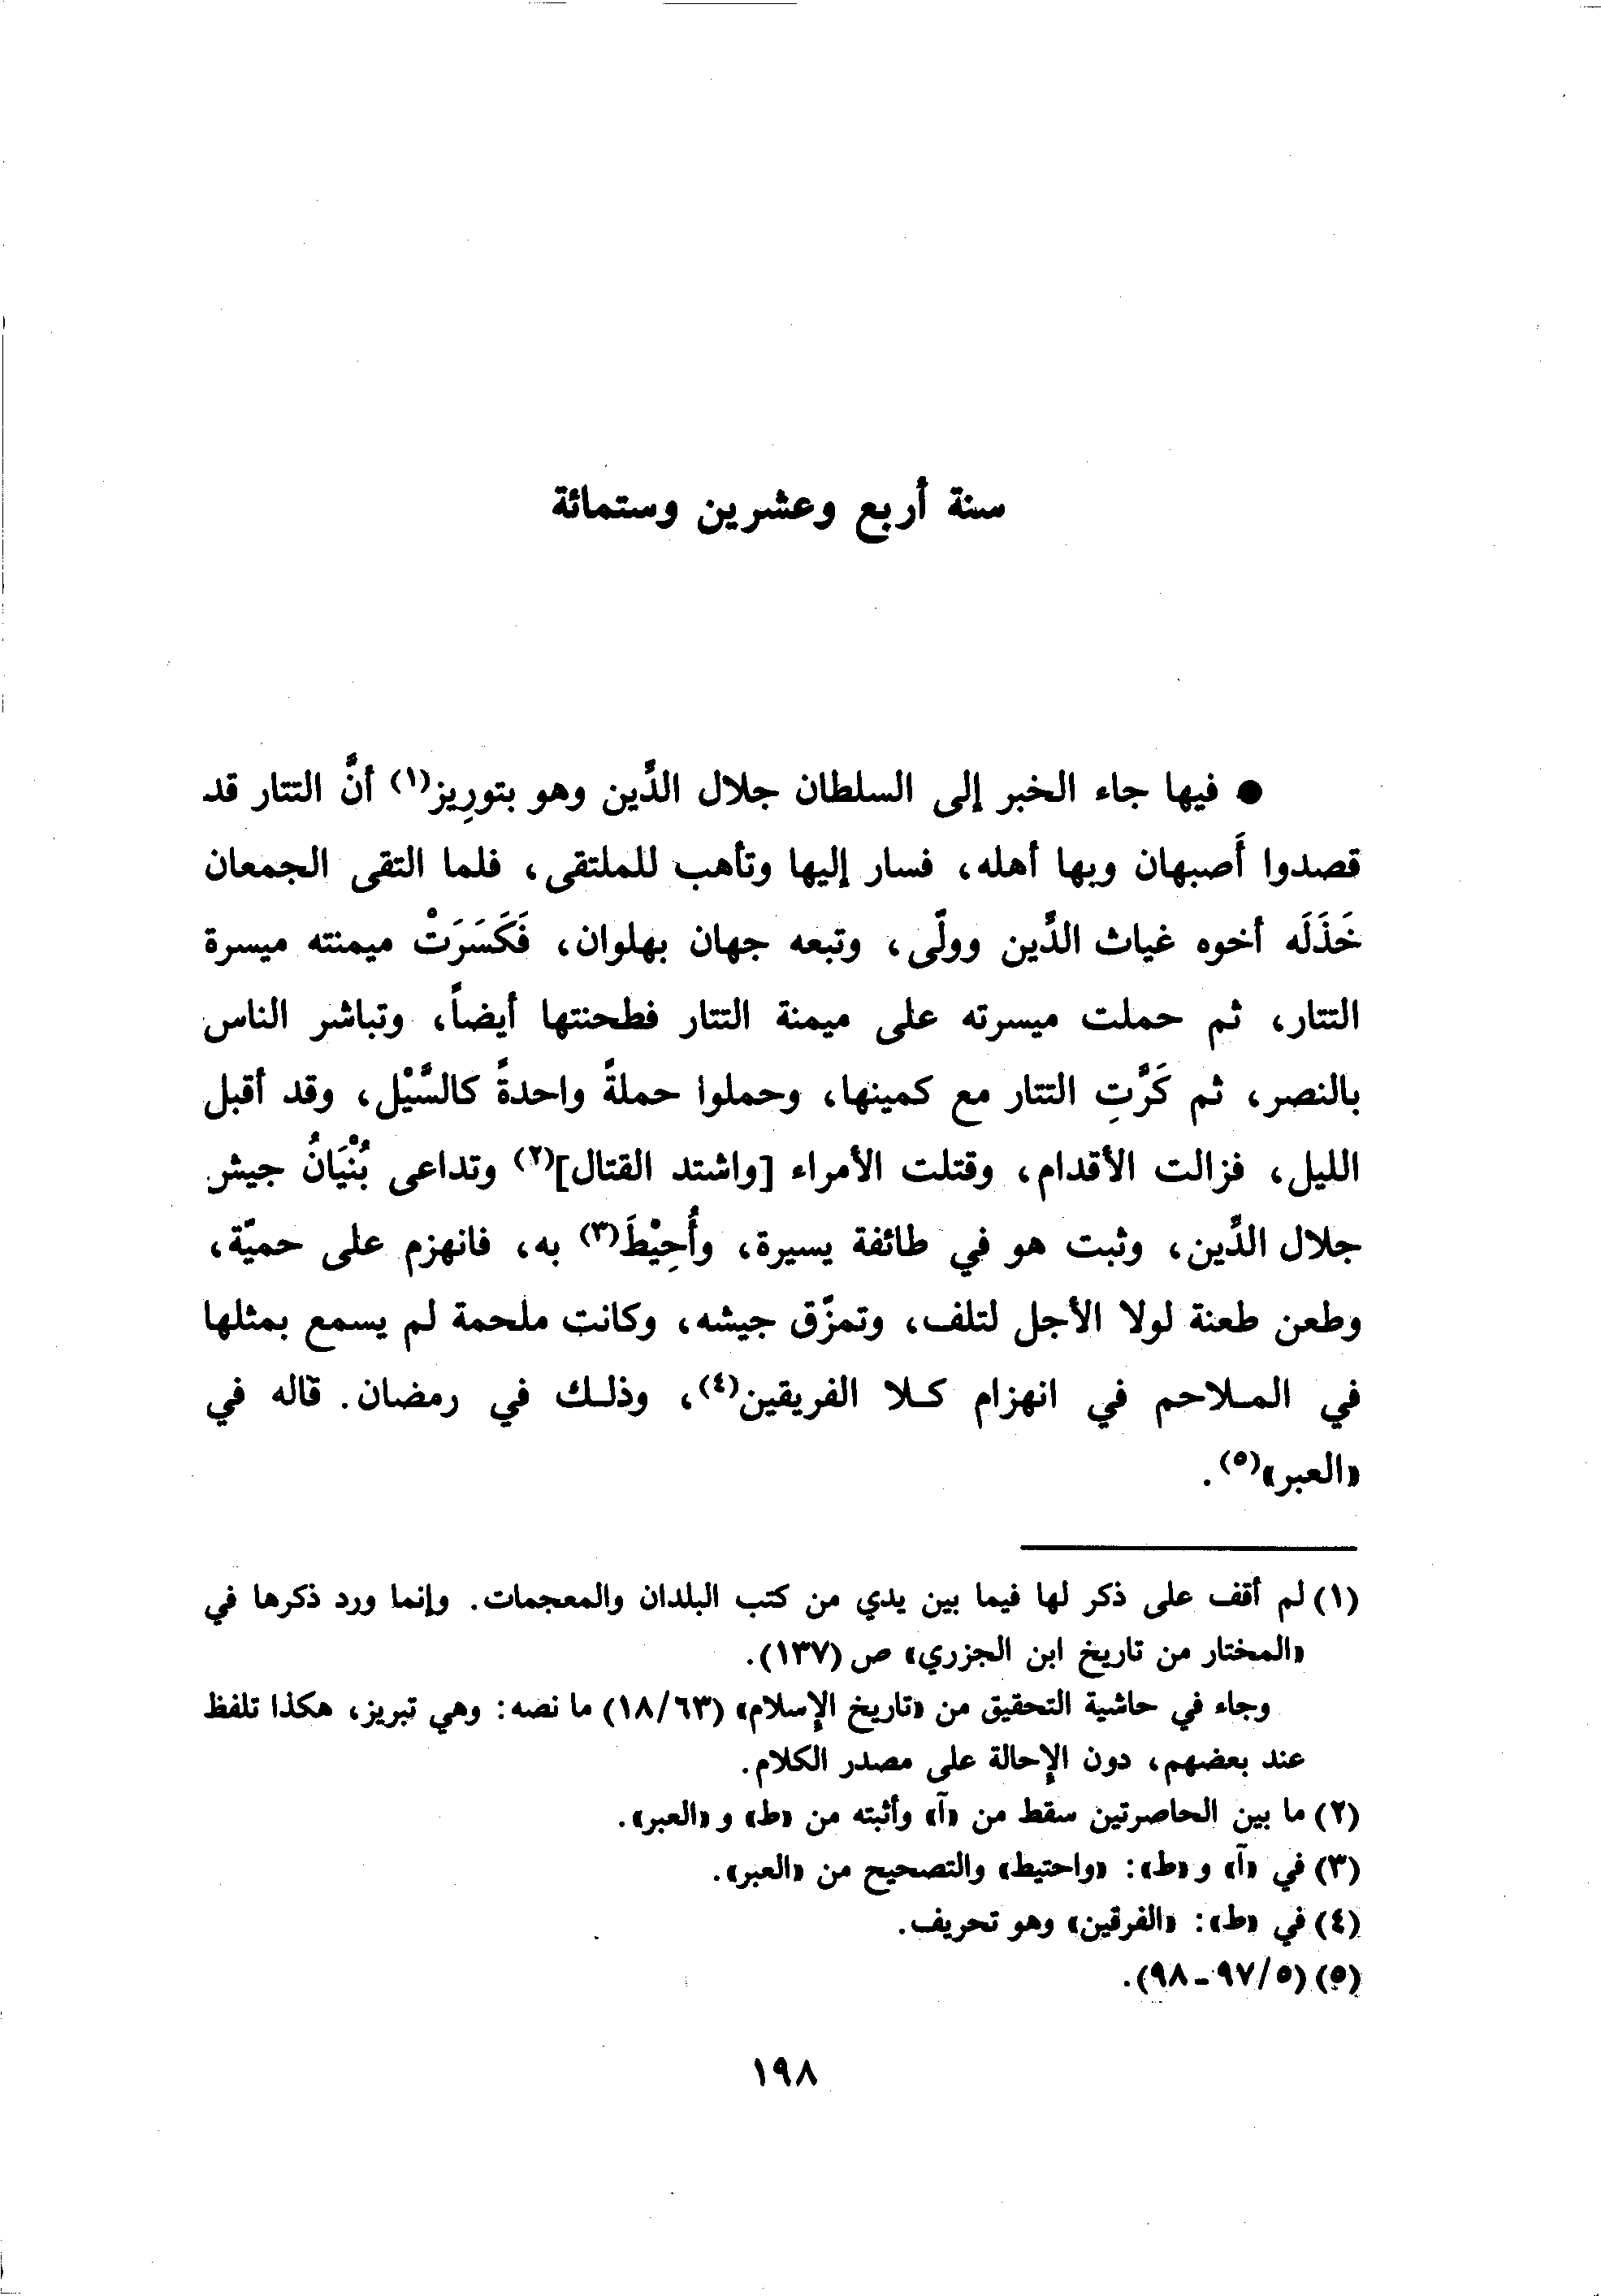 سنة أربع وعشرين وستمائة
● فيها جاء الخبر إلى السلطان جلال الدِّين وهو بتورِيز(١) أنَّ التتار قد
قصدوا أَصبهان وبها أهله، فسار إليها وتأهب للملتقى، فلما التقى الجمعان
خَذَلَه أخوه غياث الدِّين وولّى، وتبعه جهان بهلوان، فَكَسَرَتْ ميمنته ميسرة
التتار، ثم حملت ميسرته على ميمنة التتار فطحنتها أيضاً، وتباشر الناس
بالنصر، ثم كَرَّتِ التتار مع كمينها، وحملوا حملةً واحدةً كالسَّيْل، وقد أقبل
الليل، فزالت الأقدام، وقتلت الأمراء [واشتد القتال](٢) وتداعى بُنْيَانُ جيش
جلال الدِّين، وثبت هو في طائفة يسيرة، وأُحِيْطَ(٣) به، فانهزم على حميّة،
وطعن طعنة لولا الأجل لتلف، وتمزّق جيشه، وكانت ملحمة لم يسمع بمثلها
في الملاحم في انهزام كلا الفريقين(٤)، وذلك في رمضان. قاله في
«العبر»(٥).
(١) لم أقف على ذكر لها فيما بين يدي من كتب البلدان والمعجمات. وإنما ورد ذكرها في
«المختار من تاريخ ابن الجزري» ص (١٣٧).
وجاء في حاشية التحقيق من «تاريخ الإسلام» (١٨/٦٣) ما نصه: وهي تبريز، هكذا تلفظ
عند بعضهم، دون الإحالة على مصدر الكلام.
(٢) ما بين الحاصرتين سقط من «آ» وأثبته من «ط» و «العبر».
(٣) في «آ» و «ط»: «واحتيط» والتصحيح من «العبر».
(٤) في «ط»: «الفرقين» وهو تحريف.
(٥) (٩٧/٥ - ٩٨).
١٩٨